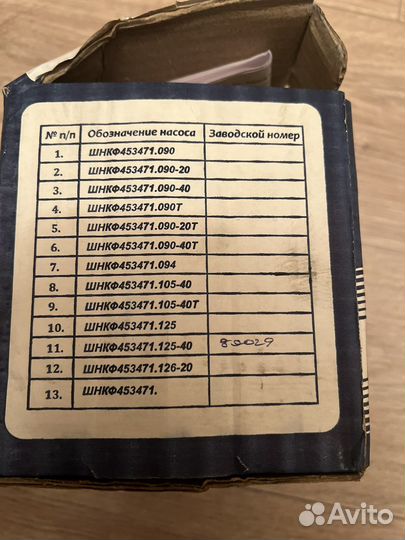 № п/п Обозначение насоса Заводской номер
1. ШНКФ453471.090
2. ШНКФ453471.090-20
3. ШНКФ453471.090-40
4. ШНКФ453471.090Т
5. ШНКФ453471.090-20Т
6. ШНКФ453471.090-40Т
7. ШНКФ453471.094
8. ШНКФ453471.105-40
9. ШНКФ453471.105-40Т
10. ШНКФ453471.125
11. ШНКФ453471.125-40 89029
12. ШНКФ453471.126-20
13. ШНКФ453471.
Avito